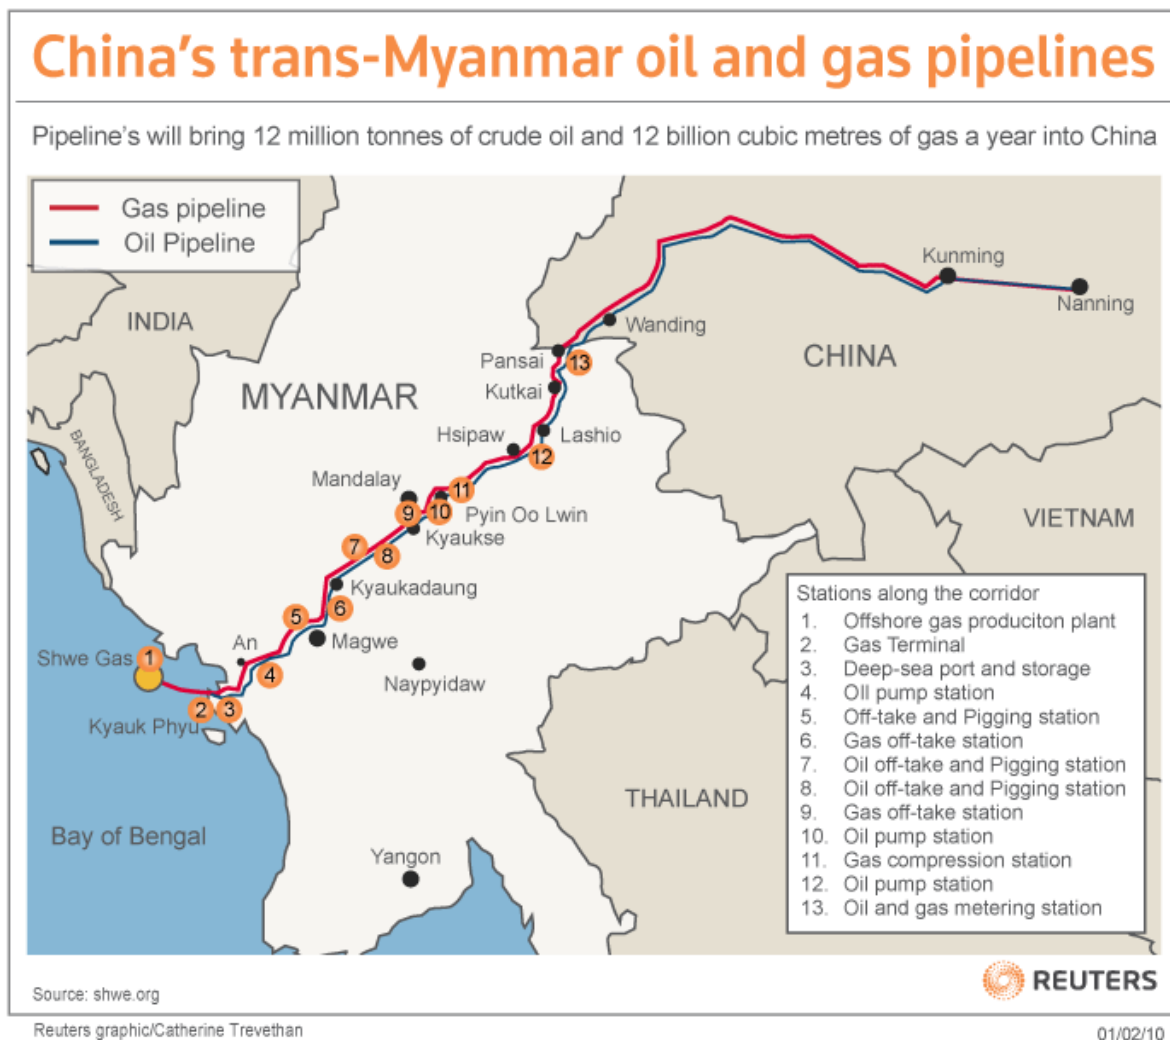 China's trans-Myanmar oil and gas pipelines
Pipeline's will bring 12 million tonnes of crude oil and 12 billion cubic metres of gas a year into China
Gas pipeline
Oil Pipeline
INDIA
BANGLADESH
MYANMAR
CHINA
VIETNAM
THAILAND
Kunming
Nanning
Wanding
Pansai
13
Kutkai
Hsipaw
Lashio
12
Mandalay
11
9
10
Pyin Oo Lwin
Kyaukse
7
8
Kyaukadaung
5
6
An
Magwe
Shwe Gas
1
4
Naypyidaw
2
3
Kyauk Phyu
Bay of Bengal
Yangon
Stations along the corridor
1. Offshore gas produciton plant
2. Gas Terminal
3. Deep-sea port and storage
4. OIl pump station
5. Off-take and Pigging station
6. Gas off-take station
7. Oil off-take and Pigging station
8. Oil off-take and Pigging station
9. Gas off-take station
10. Oil pump station
11. Gas compression station
12. Oil pump station
13. Oil and gas metering station
Source: shwe.org
REUTERS
Reuters graphic/Catherine Trevethan
01/02/10